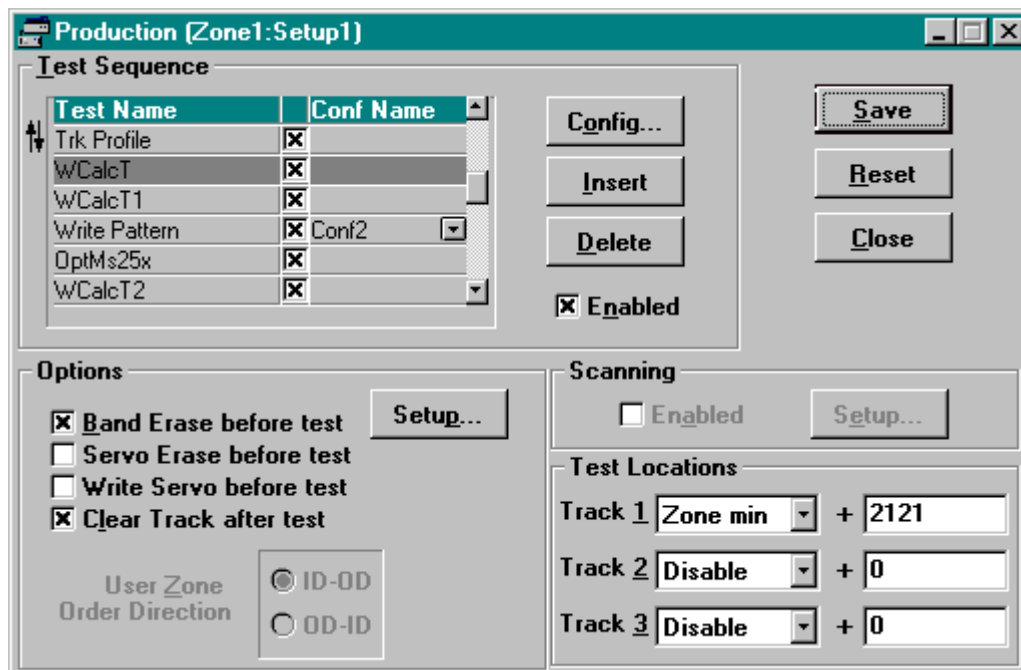 Production (Zone1:Setup1)
Test Sequence
Test Name Conf Name
Trk Profile
WCalcT
WCalcT1
Write Pattern Conf2
OptMs25x
WCalcT2
Config...
Insert
Delete
Enabled
Save
Reset
Close
Options
Band Erase before test
Setup...
Servo Erase before test
Write Servo before test
Clear Track after test
User Zone
Order Direction
ID-OD
OD-ID
Scanning
Enabled
Setup...
Test Locations
Track 1 Zone min + 2121
Track 2 Disable + 0
Track 3 Disable + 0